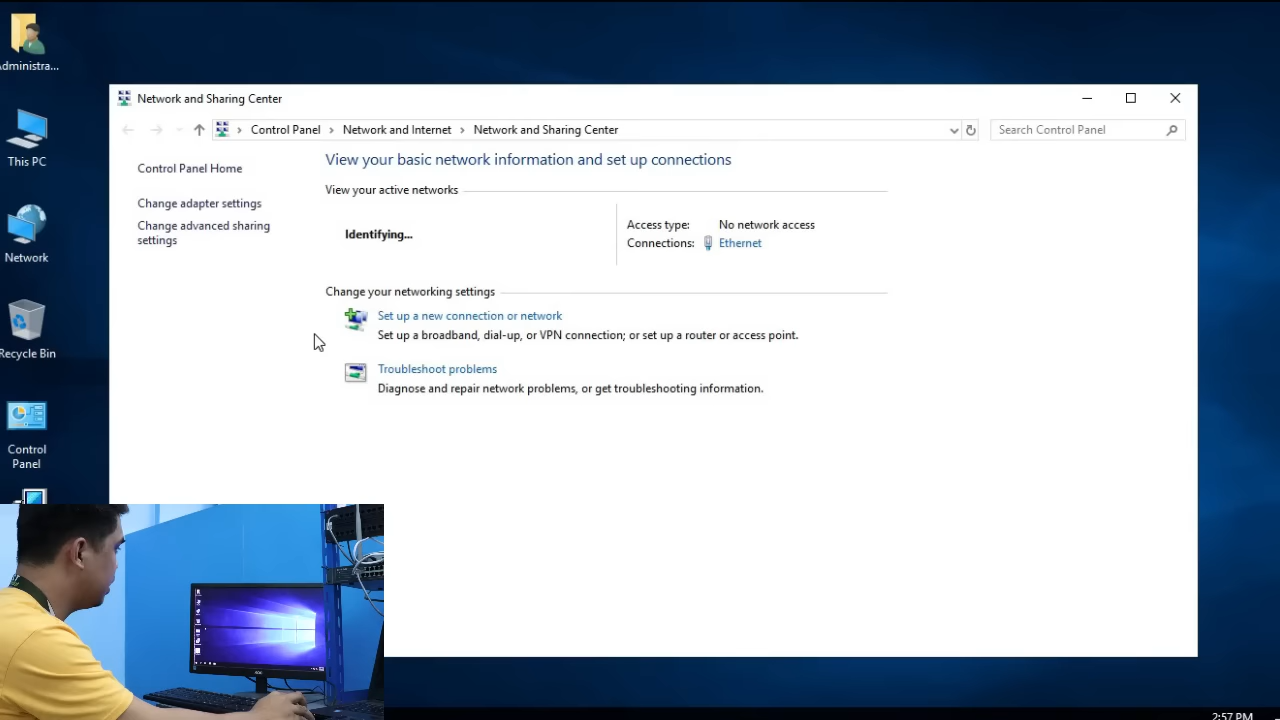 Administra...
This PC
Network
Recycle Bin
Control
Panel
Network and Sharing Center
Control Panel > Network and Internet > Network and Sharing Center
Search Control Panel
Control Panel Home
Change adapter settings
Change advanced sharing
settings
View your basic network information and set up connections
View your active networks
Identifying...
Access type: No network access
Connections: Ethernet
Change your networking settings
Set up a new connection or network
Set up a broadband, dial-up, or VPN connection; or set up a router or access point.
Troubleshoot problems
Diagnose and repair network problems, or get troubleshooting information.
AOC
2:57 PM